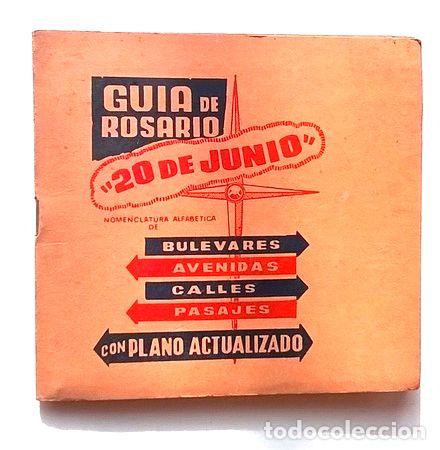 GUIA DE
ROSARIO
"20 DE JUNIO"
NOMENCLATURA ALFABETICA
DE
BULEVARES
AVENIDAS
CALLES
PASAJES
CON PLANO ACTUALIZADO
todocoleccion